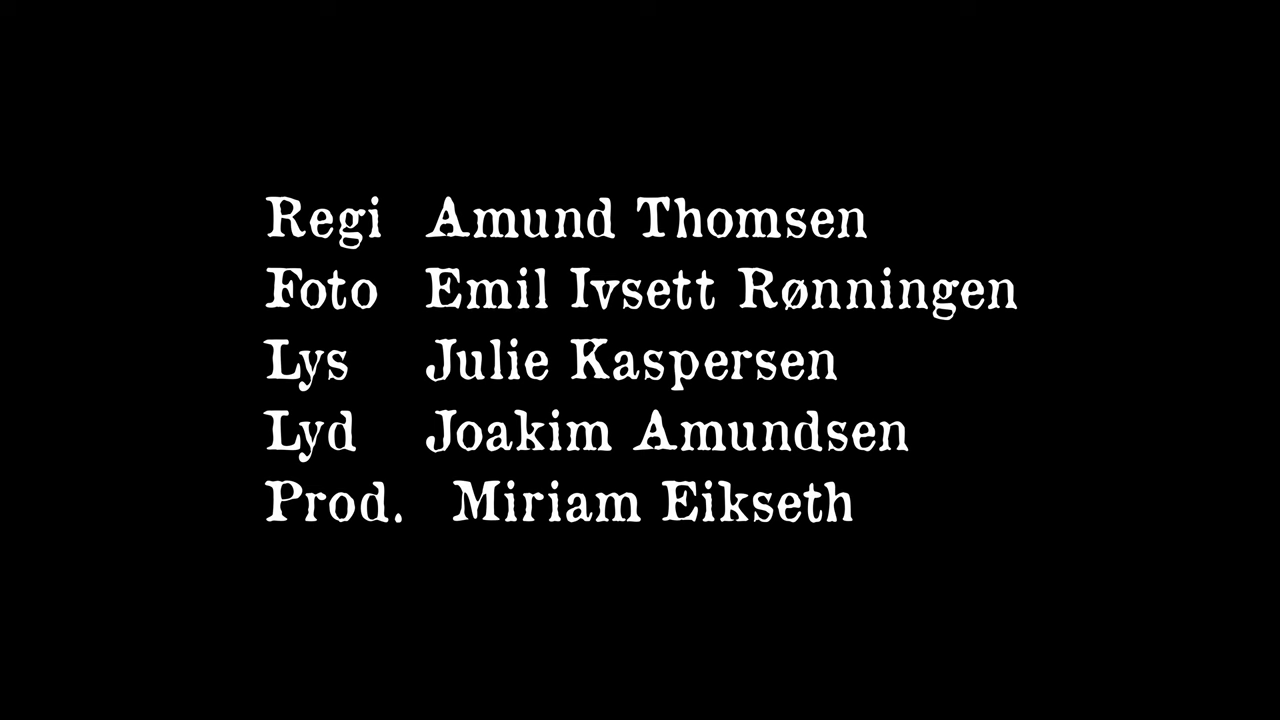 Regi Amund Thomsen
Foto Emil Ivsett Rønningen
Lys Julie Kaspersen
Lyd Joakim Amundsen
Prod. Miriam Eikseth